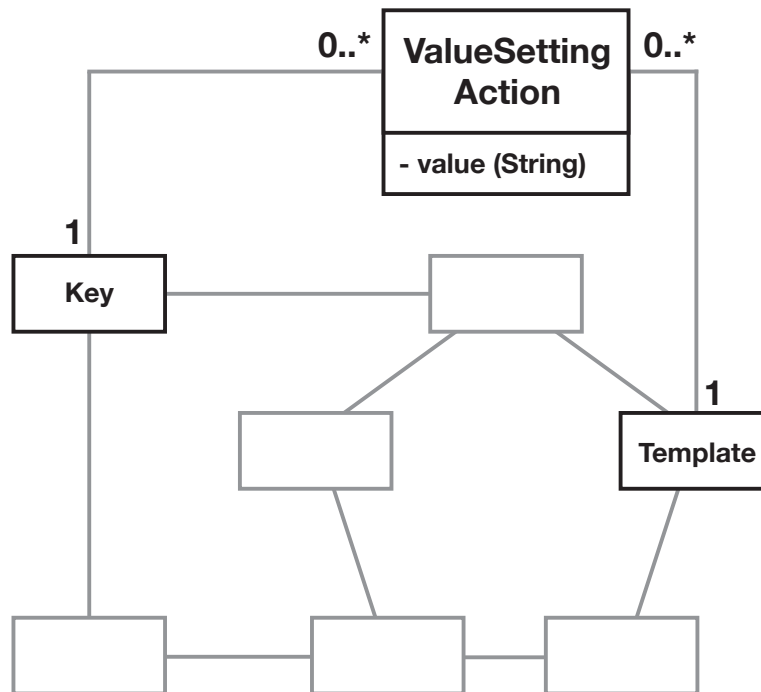 0..*
ValueSetting
Action
0..*
- value (String)
1
Key
1
Template